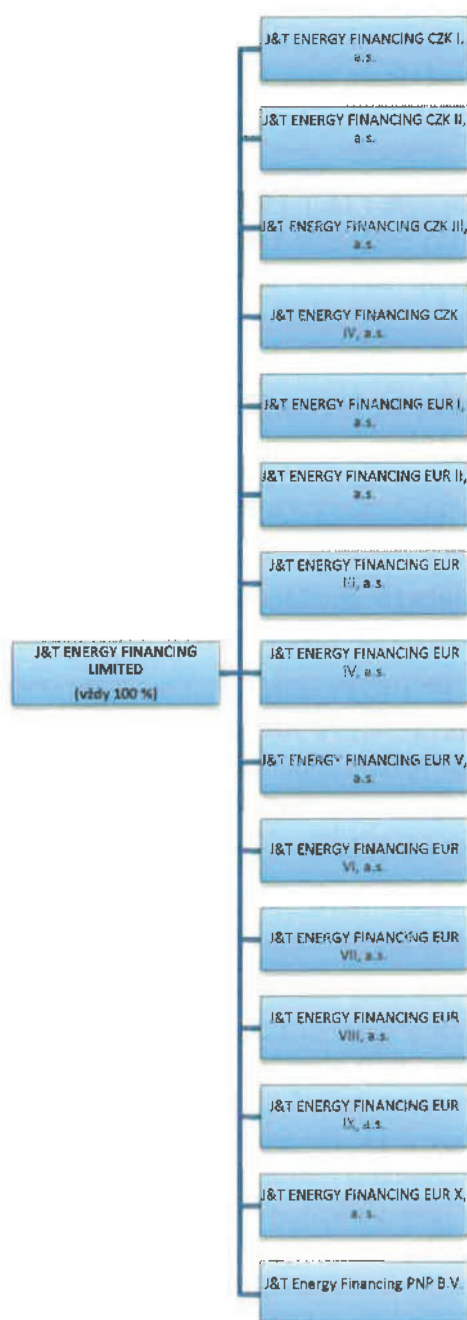 J&T ENERGY FINANCING CZK I,
a.s.
J&T ENERGY FINANCING CZK II,
a.s.
J&T ENERGY FINANCING CZK III,
a.s.
J&T ENERGY FINANCING CZK
IV, a.s.
J&T ENERGY FINANCING EUR I,
a.s.
J&T ENERGY FINANCING EUR II,
a.s.
J&T ENERGY FINANCING EUR
III, a.s.
J&T ENERGY FINANCING
LIMITED
(vždy 100 %)
J&T ENERGY FINANCING EUR
IV, a.s.
J&T ENERGY FINANCING EUR V,
a.s.
J&T ENERGY FINANCING EUR
VI, a.s.
J&T ENERGY FINANCING EUR
VII, a.s.
J&T ENERGY FINANCING EUR
VIII, a.s.
J&T ENERGY FINANCING EUR
IX, a.s.
J&T ENERGY FINANCING EUR X,
a. s.
J&T Energy Financing PNP B.V.